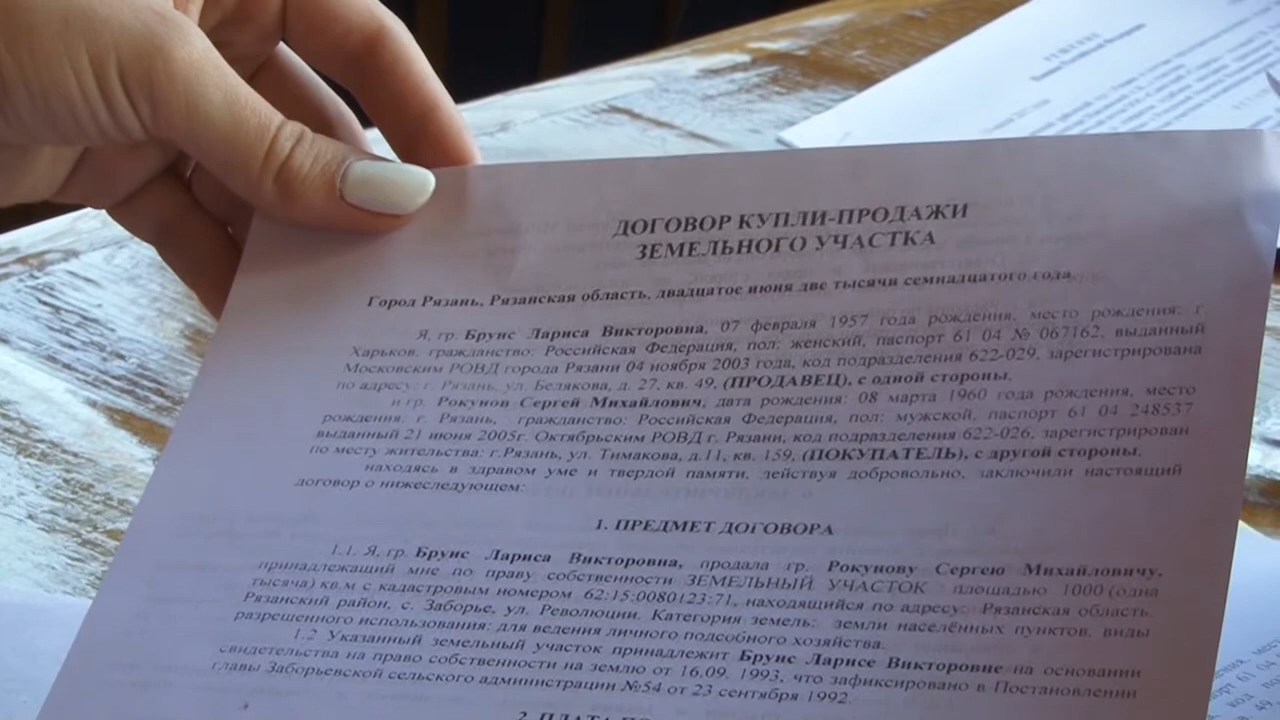 ДОГОВОР КУПЛИ-ПРОДАЖИ
ЗЕМЕЛЬНОГО УЧАСТКА
Город Рязань, Рязанская область, двадцатое июня две тысячи семнадцатого года.
Я, гр. Бруис Лариса Викторовна, 07 февраля 1957 года рождения, место рождения: г.
Харьков, гражданство: Российская Федерация, пол: женский, паспорт 61 04 № 067162, выданный
Московским РОВД города Рязани 04 ноября 2003 года, код подразделения 622-029, зарегистрирована
по адресу: г. Рязань, ул. Белякова, д. 27, кв. 49, (ПРОДАВЕЦ), с одной стороны,
и гр. Рокунов Сергей Михайлович, дата рождения: 08 марта 1960 года рождения, место
рождения: г. Рязань, гражданство: Российская Федерация, пол: мужской, паспорт 61 04 248537
выданный 21 июня 2005г. Октябрьским РОВД г. Рязани, код подразделения 622-026, зарегистрирован
по месту жительства: г.Рязань, ул. Тимакова, д.11, кв. 159, (ПОКУПАТЕЛЬ), с другой стороны,
находясь в здравом уме и твердой памяти, действуя добровольно, заключили настоящий
договор о нижеследующем:
1. ПРЕДМЕТ ДОГОВОРА
1.1. Я, гр. Бруис Лариса Викторовна, продала гр. Рокунову Сергею Михайловичу,
принадлежащий мне по праву собственности ЗЕМЕЛЬНЫЙ УЧАСТОК площадью 1000 (одна
тысяча) кв.м с кадастровым номером 62:15:0080123:71, находящийся по адресу: Рязанская область,
Рязанский район, с. Заборье, ул. Революции. Категория земель: земли населённых пунктов, виды
разрешенного использования: для ведения личного подсобного хозяйства.
1.2 Указанный земельный участок принадлежит Бруис Ларисе Викторовне на основании
свидетельства на право собственности на землю от 16.09. 1993, что зафиксировано в Постановлении
главы Заборьевской сельского администрации №54 от 23 сентября 1992.
2. ПЛАТА